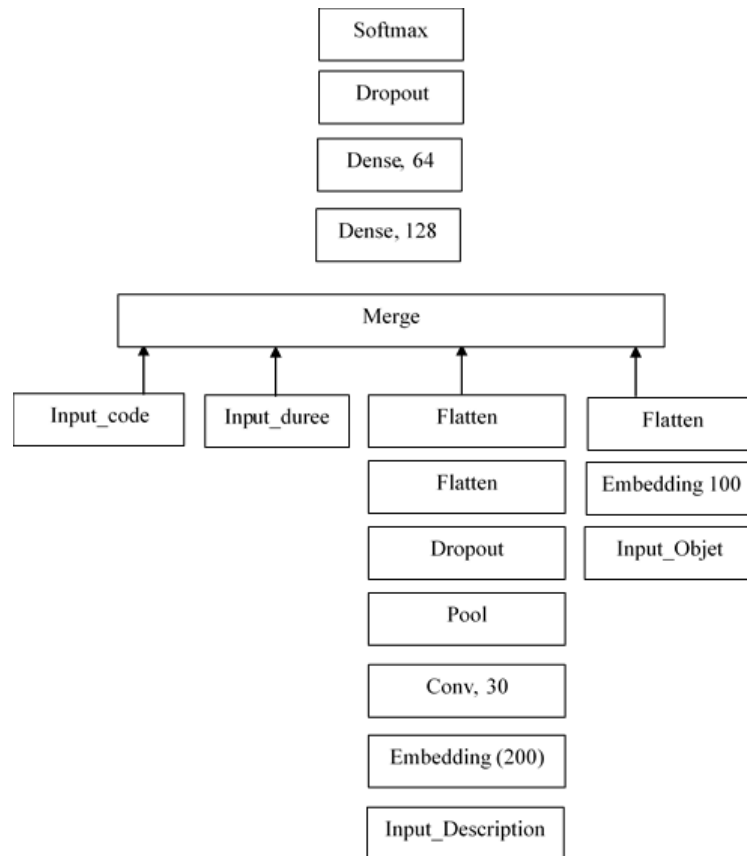 Softmax
Dropout
Dense, 64
Dense, 128
Merge
Input_code
Input_duree
Flatten
Flatten
Flatten
Embedding 100
Dropout
Input_Objet
Pool
Conv, 30
Embedding (200)
Input_Description